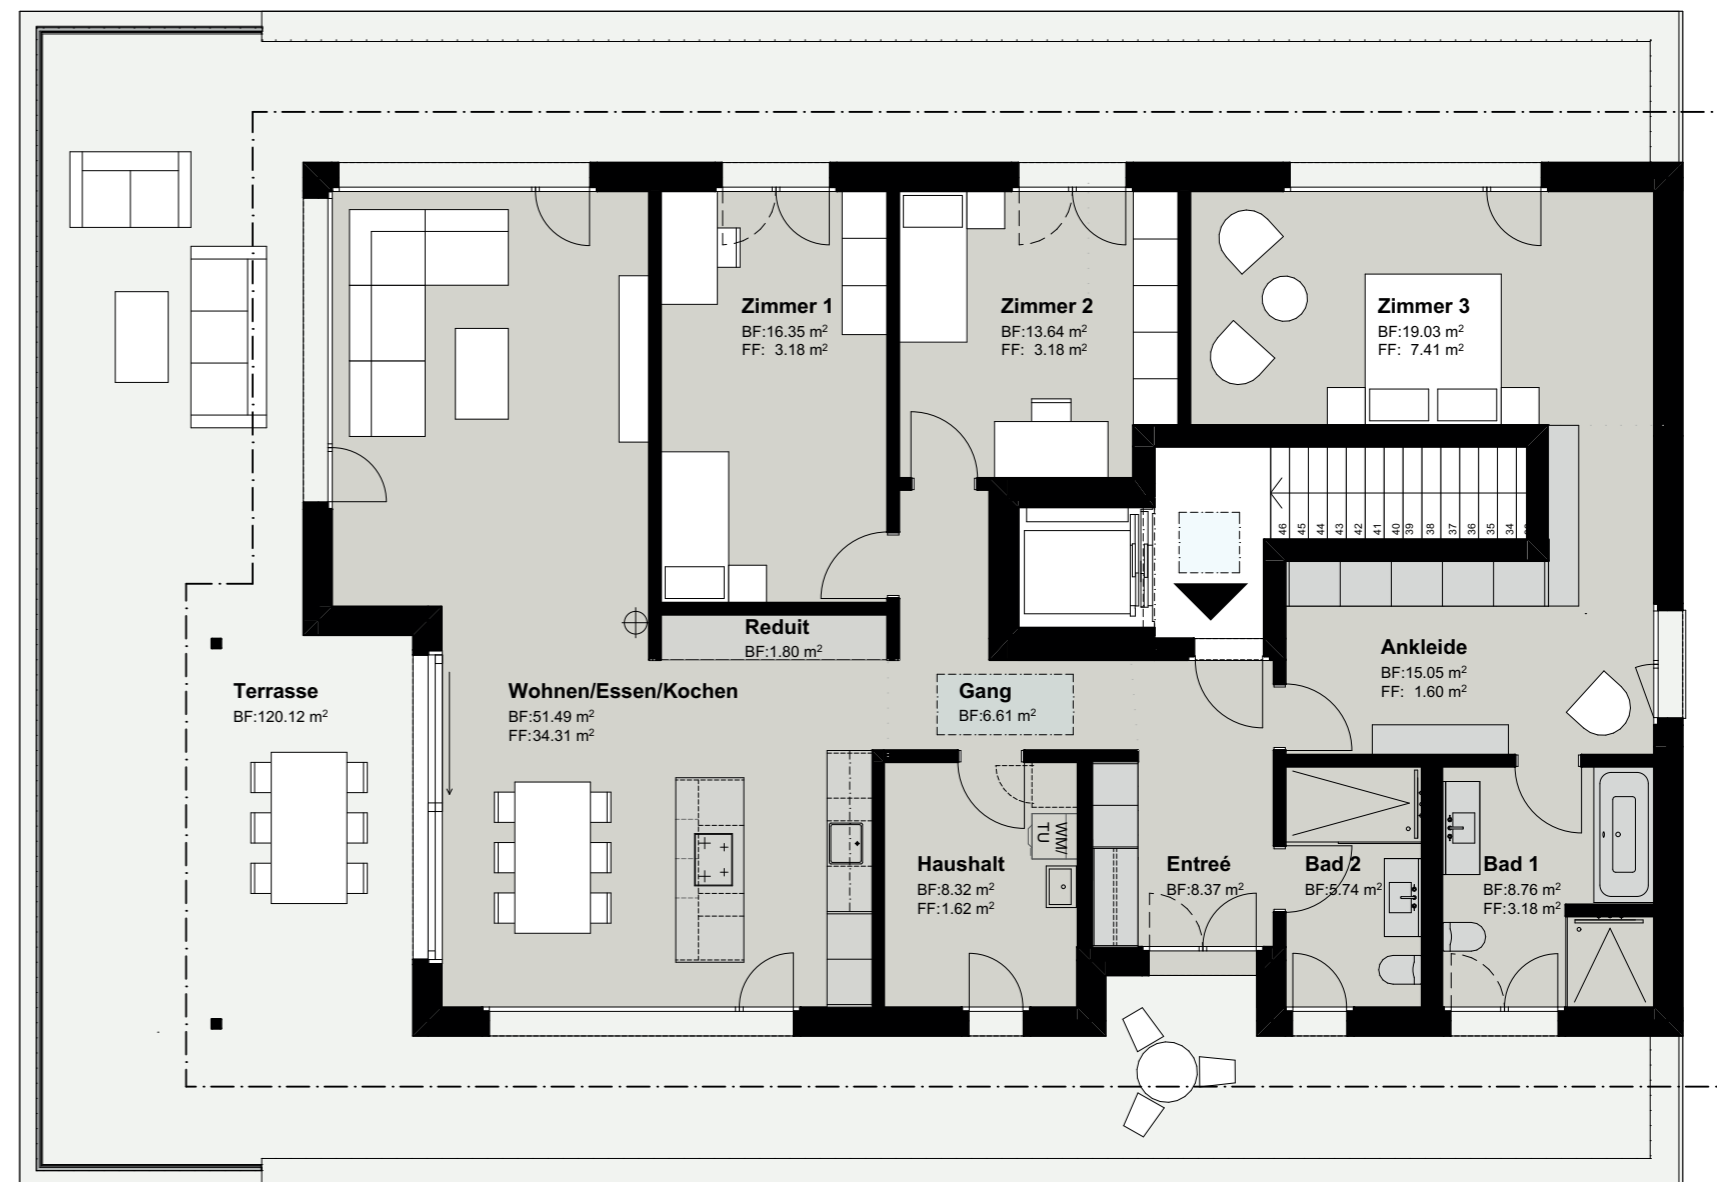 Zimmer 1
BF:16.35 m²
FF: 3.18 m²
Zimmer 2
BF:13.64 m²
FF: 3.18 m²
Zimmer 3
BF:19.03 m²
FF: 7.41 m²
46 45 44 43 42 41 40 39 38 37 36 35 34
Reduit
BF:1.80 m²
Ankleide
BF:15.05 m²
FF: 1.60 m²
Terrasse
BF:120.12 m²
Wohnen/Essen/Kochen
BF:51.49 m²
FF:34.31 m²
Gang
BF:6.61 m²
WM/
TU
Haushalt
BF:8.32 m²
FF:1.62 m²
Entreé
BF:8.37 m²
Bad 2
BF:5.74 m²
Bad 1
BF:8.76 m²
FF:3.18 m²